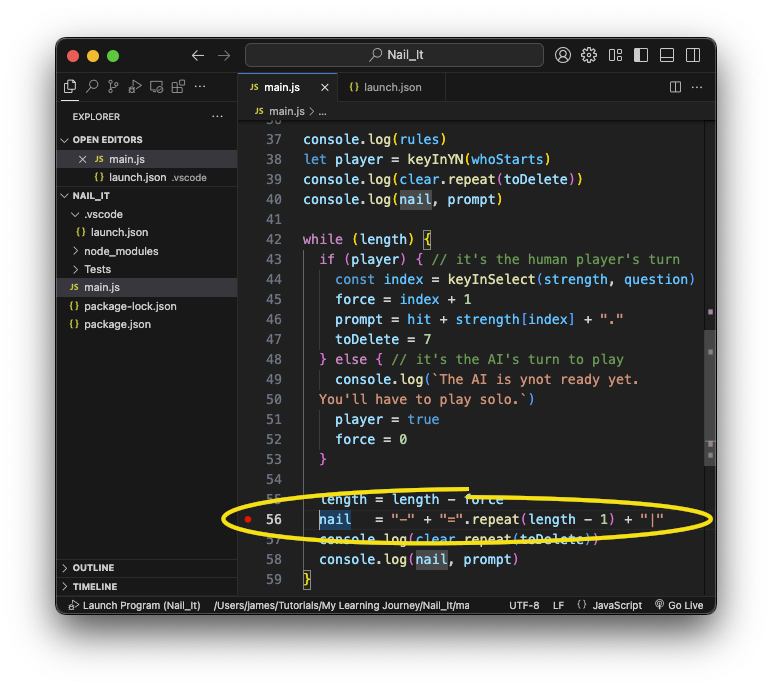 Nail_It
JS main.js
{} launch.json
EXPLORER
JS main.js > ...
OPEN EDITORS
JS main.js
{} launch.json .vscode
NAIL_IT
.vscode
{} launch.json
node_modules
Tests
JS main.js
{} package-lock.json
{} package.json
OUTLINE
TIMELINE
36
37 console.log(rules)
38 let player = keyInYN(whoStarts)
39 console.log(clear.repeat(toDelete))
40 console.log(nail, prompt)
41
42 while (length) {
43 if (player) { // it's the human player's turn
44 const index = keyInSelect(strength, question)
45 force = index + 1
46 prompt = hit + strength[index] + "."
47 toDelete = 7
48 } else { // it's the AI's turn to play
49 console.log(`The AI is ynot ready yet.
50 You'll have to play solo.`)
51 player = true
52 force = 0
53 }
54
55 length = length - force
56 nail   = "-" + "=".repeat(length - 1) + "|"
57 console.log(clear.repeat(toDelete))
58 console.log(nail, prompt)
59 }
Launch Program (Nail_It) /Users/james/Tutorials/My Learning Journey/Nail_It/ma UTF-8 LF {} JavaScript Go Live